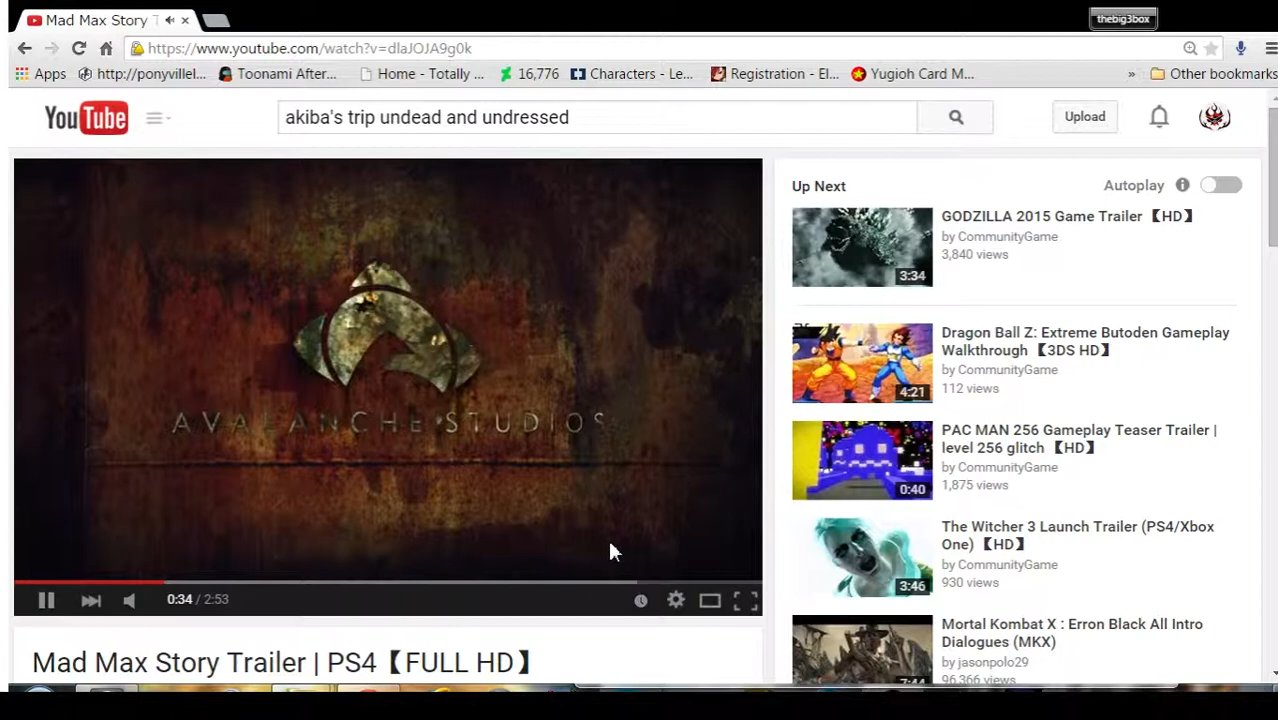 Mad Max Story T
thebig3box
https://www.youtube.com/watch?v=dlaJOJA9g0k
Apps
http://ponyvillel...
Toonami After...
Home - Totally ...
16,776
Characters - Le...
Registration - El...
Yugioh Card M...
»
Other bookmarks
YouTube
akiba's trip undead and undressed
Upload
AVALANCHE STUDIOS
0:34 / 2:53
Mad Max Story Trailer | PS4【FULL HD】
Up Next
Autoplay
GODZILLA 2015 Game Trailer 【HD】
by CommunityGame
3,840 views
3:34
Dragon Ball Z: Extreme Butoden Gameplay
Walkthrough 【3DS HD】
by CommunityGame
112 views
4:21
PAC MAN 256 Gameplay Teaser Trailer |
level 256 glitch 【HD】
by CommunityGame
1,875 views
0:40
The Witcher 3 Launch Trailer (PS4/Xbox
One) 【HD】
by CommunityGame
930 views
3:46
Mortal Kombat X : Erron Black All Intro
Dialogues (MKX)
by jasonpolo29
96,366 views
7:44